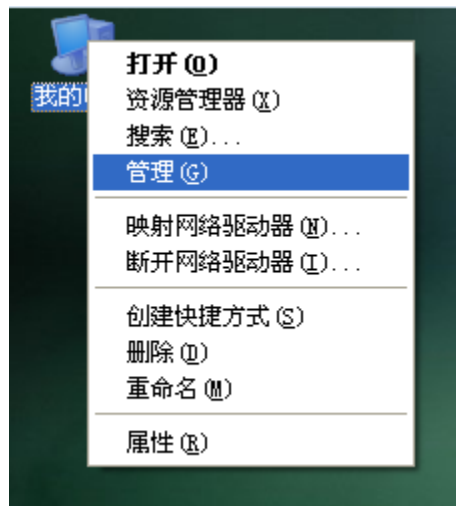 我的
打开(O)
资源管理器(X)
搜索(E)...
管理(G)
映射网络驱动器(N)...
断开网络驱动器(I)...
创建快捷方式(S)
删除(D)
重命名(M)
属性(R)